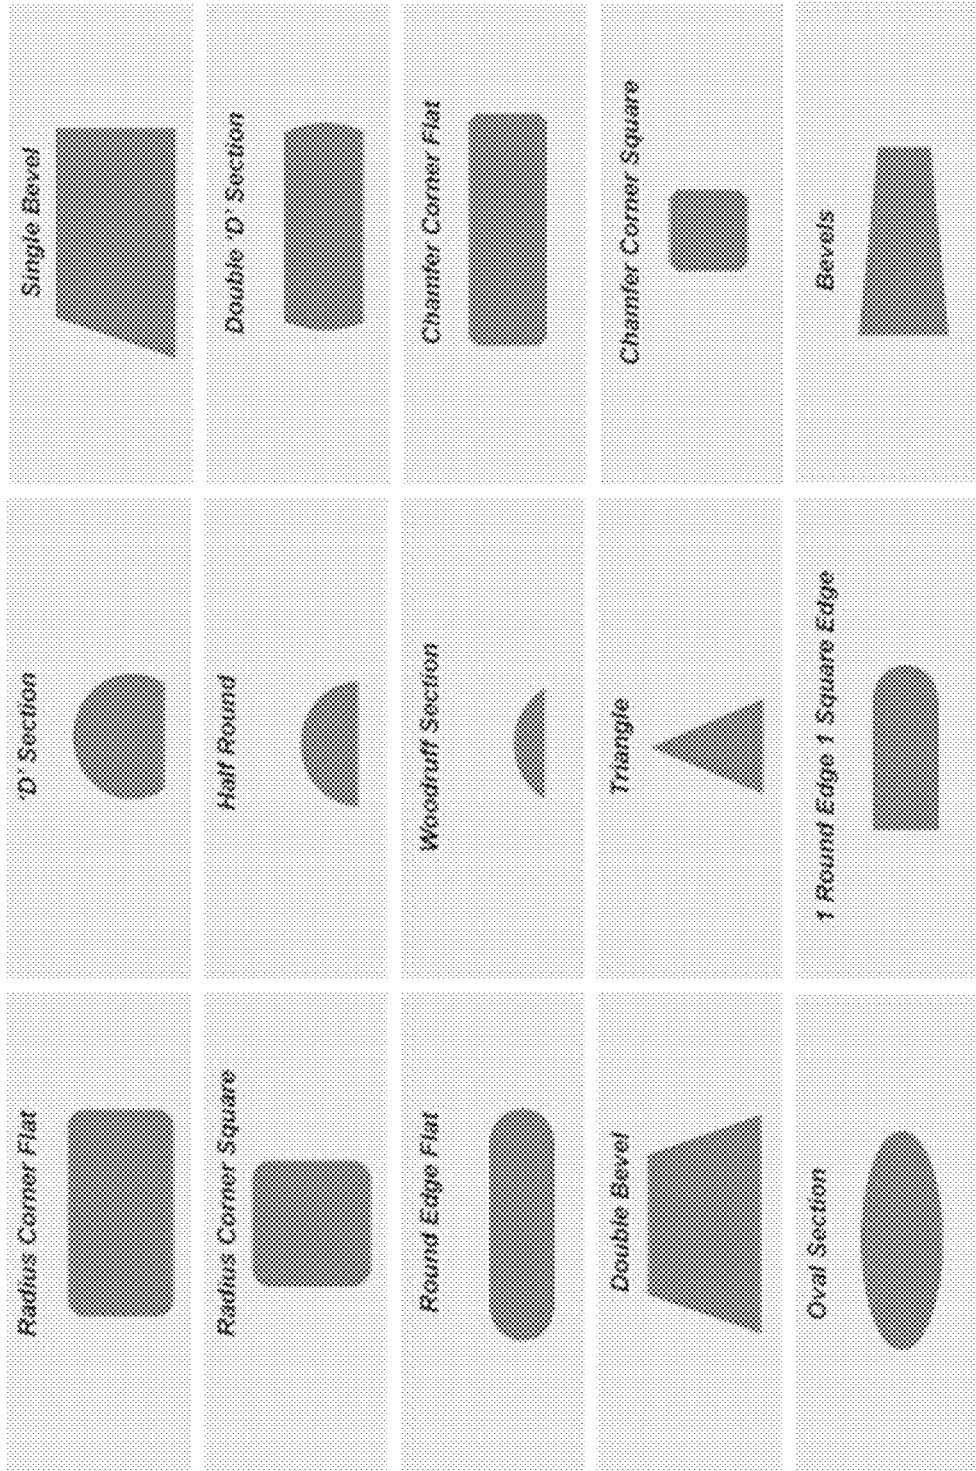 Radius Corner Flat
'D' Section
Single Bevel
Radius Corner Square
Half Round
Double 'D' Section
Round Edge Flat
Woodruff Section
Chamfer Corner Flat
Double Bevel
Triangle
Chamfer Corner Square
Oval Section
1 Round Edge 1 Square Edge
Bevels